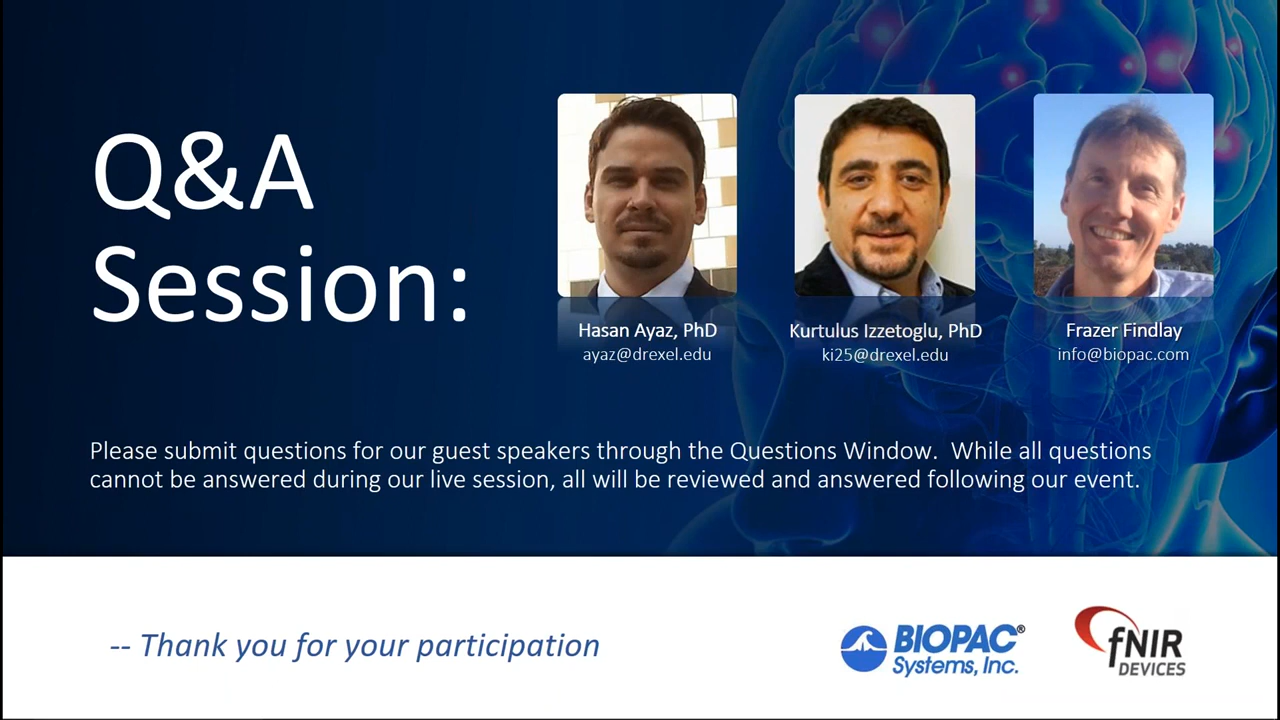 Q&A
Session:
Hasan Ayaz, PhD
ayaz@drexel.edu
Kurtulus Izzetoglu, PhD
ki25@drexel.edu
Frazer Findlay
info@biopac.com
Please submit questions for our guest speakers through the Questions Window.  While all questions
cannot be answered during our live session, all will be reviewed and answered following our event.
-- Thank you for your participation
BIOPAC®
Systems, Inc.
fNIR
DEVICES